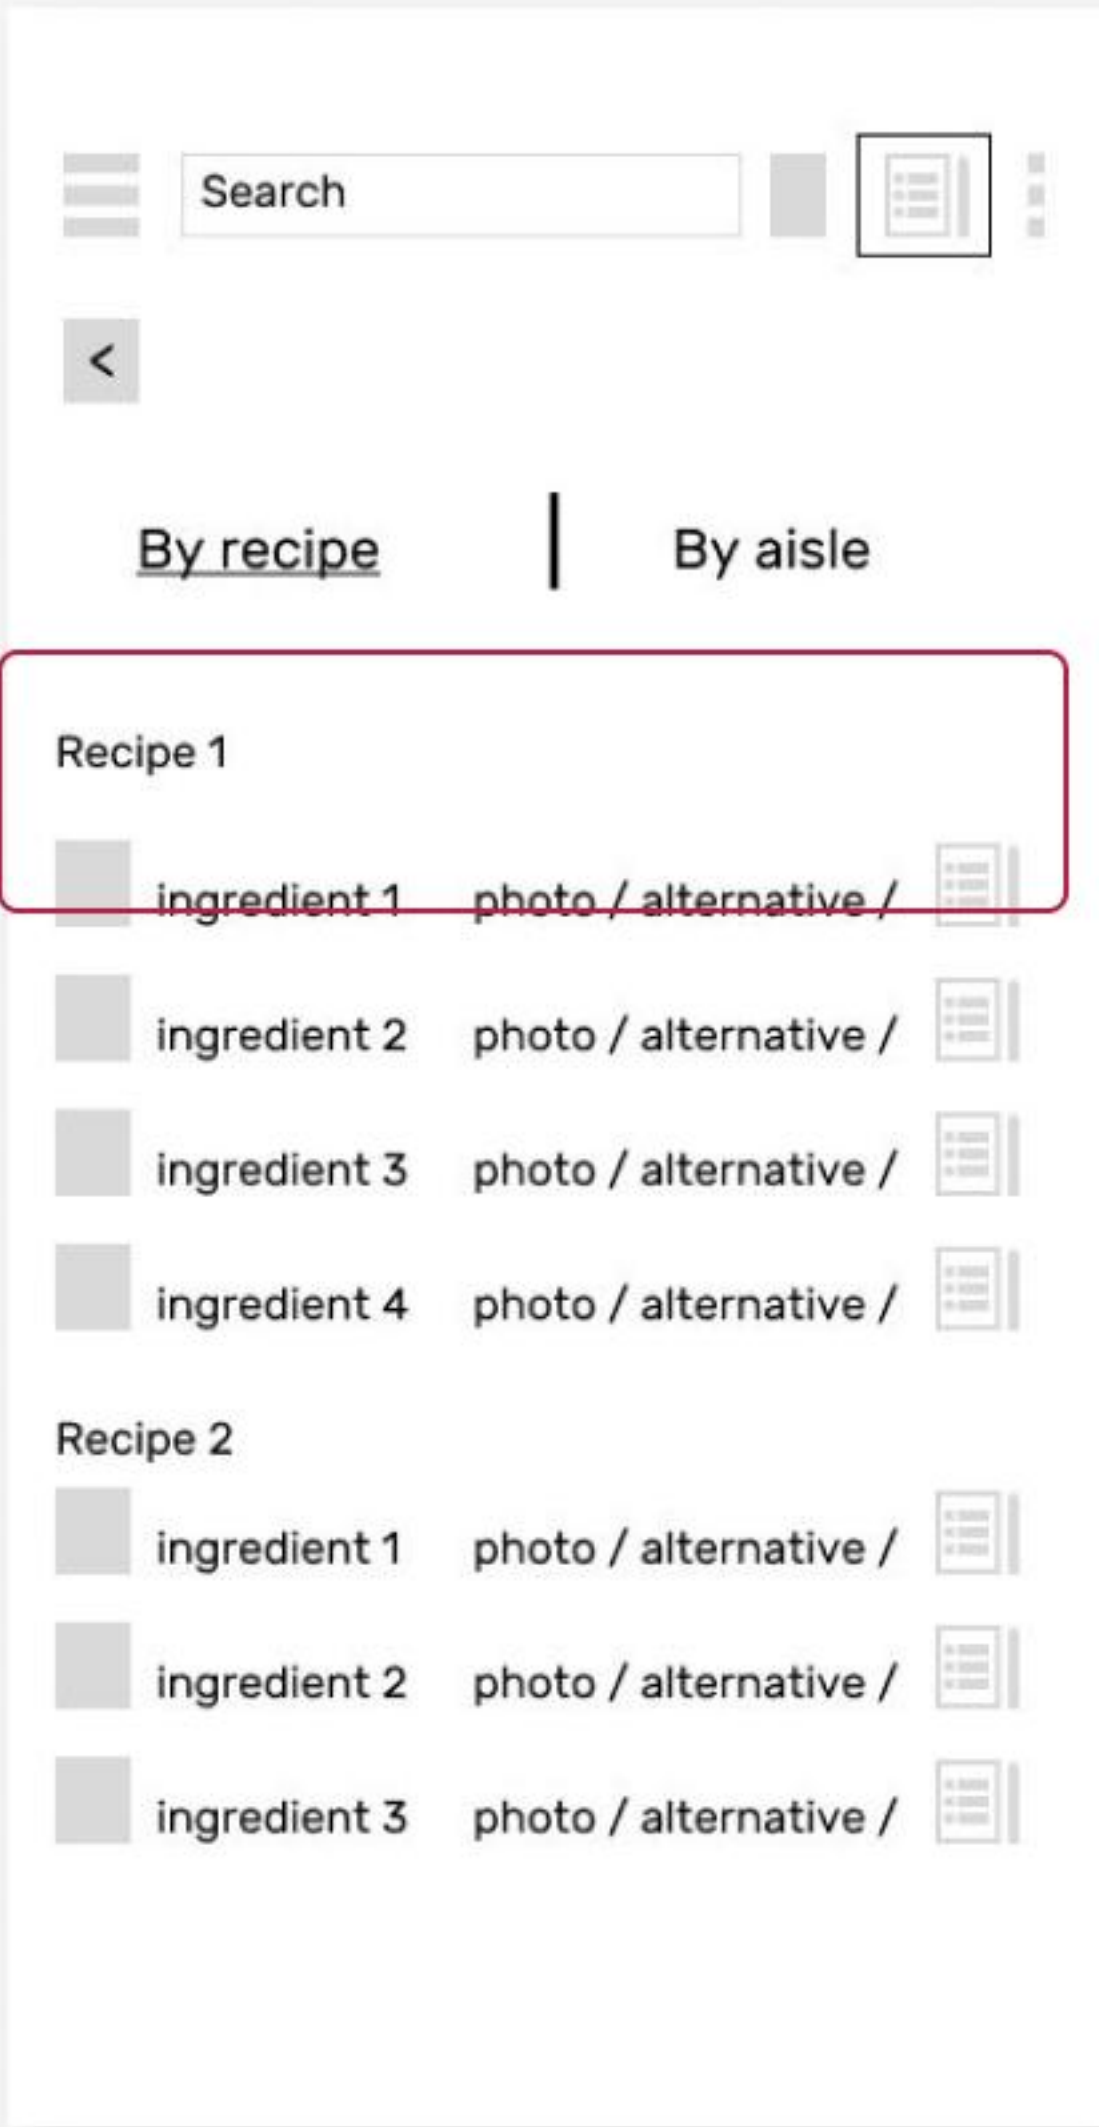 Search
<
By recipe | By aisle
Recipe 1
ingredient 1 photo / alternative /
ingredient 2 photo / alternative /
ingredient 3 photo / alternative /
ingredient 4 photo / alternative /
Recipe 2
ingredient 1 photo / alternative /
ingredient 2 photo / alternative /
ingredient 3 photo / alternative /